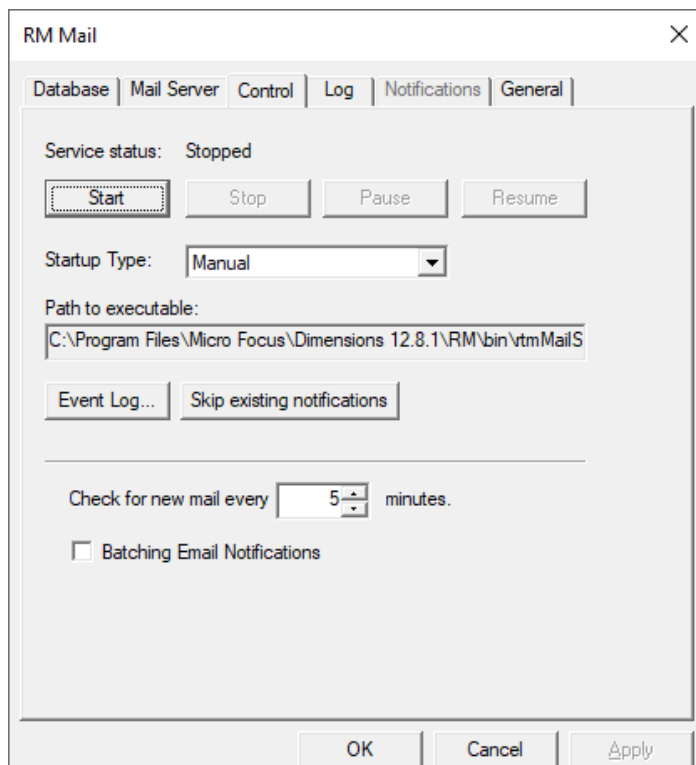 RM Mail
Database Mail Server Control Log Notifications General
Service status: Stopped
Start Stop Pause Resume
Startup Type: Manual
Path to executable:
C:\Program Files\Micro Focus\Dimensions 12.8.1\RM\bin\rtmMailS
Event Log... Skip existing notifications
Check for new mail every 5 minutes.
Batching Email Notifications
OK Cancel Apply